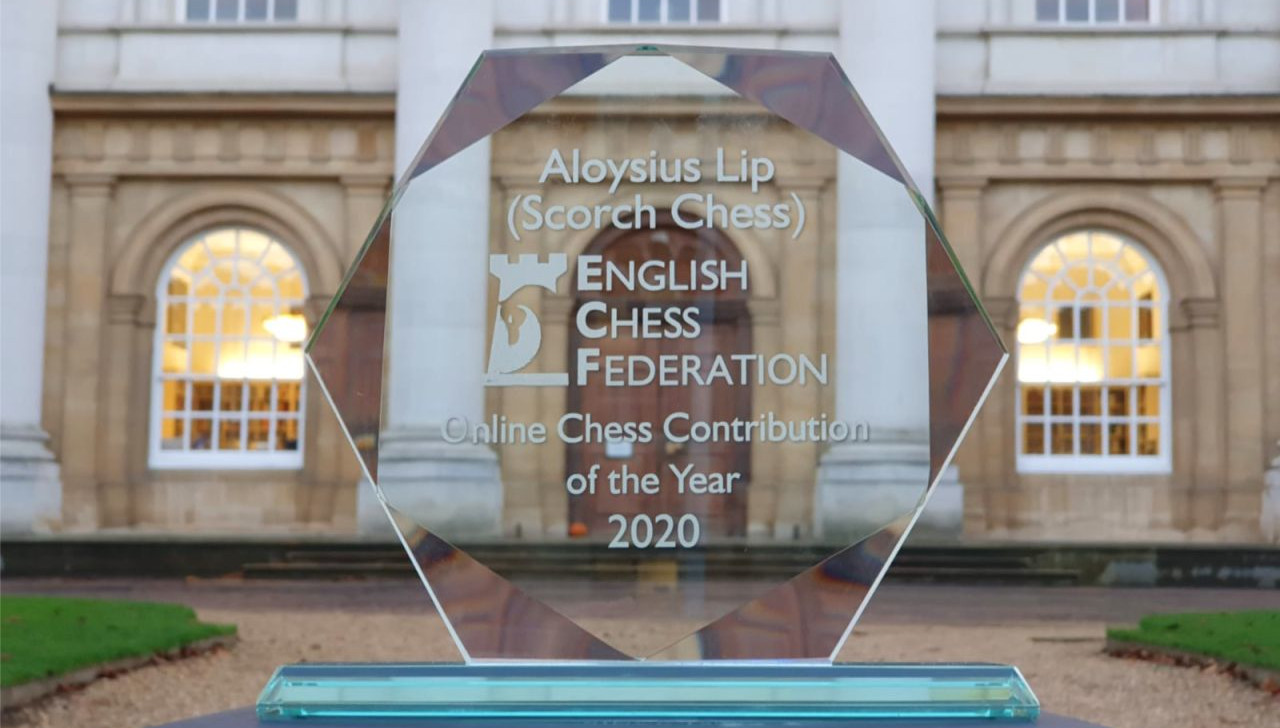 Aloysius Lip
(Scorch Chess)
ENGLISH
CHESS
FEDERATION
Online Chess Contribution
of the Year
2020